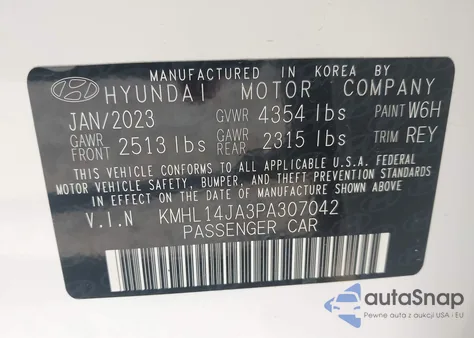 MANUFACTURED IN KOREA BY
HYUNDAI MOTOR COMPANY
JAN/2023 GVWR 4354 lbs PAINT W6H
GAWR FRONT 2513 lbs GAWR REAR 2315 lbs TRIM REY
THIS VEHICLE CONFORMS TO ALL APPLICABLE U.S.A. FEDERAL
MOTOR VEHICLE SAFETY, BUMPER, AND THEFT PREVENTION STANDARDS
IN EFFECT ON THE DATE OF MANUFACTURE SHOWN ABOVE.
V.I.N KMHL14JA3PA307042
PASSENGER CAR
autoSnap
Pewne auta z aukcji USA i EU